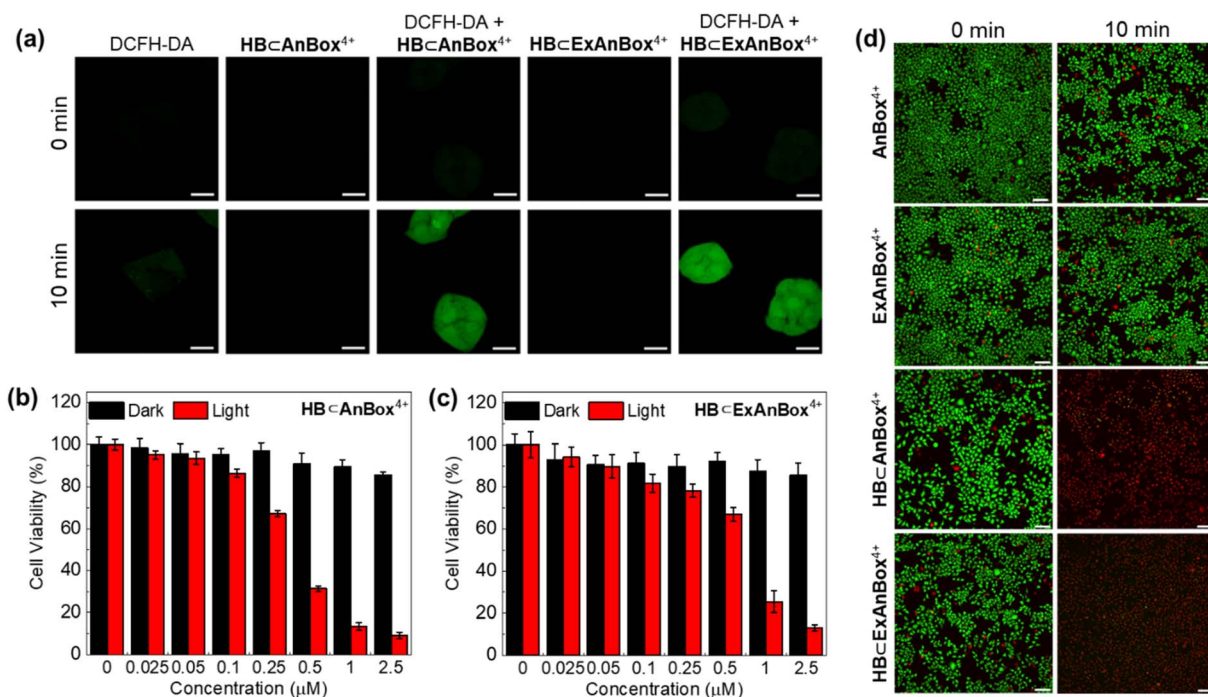 (a)
DCFH-DA
HB⊂AnBox⁴⁺
DCFH-DA +
HB⊂AnBox⁴⁺
HB⊂ExAnBox⁴⁺
DCFH-DA +
HB⊂ExAnBox⁴⁺
0 min
10 min
(b)
Dark
Light
HB⊂AnBox⁴⁺
Cell Viability (%)
120
100
80
60
40
20
0
0 0.025 0.05 0.1 0.25 0.5 1 2.5
Concentration (μM)
(c)
Dark
Light
HB⊂ExAnBox⁴⁺
Cell Viability (%)
120
100
80
60
40
20
0
0 0.025 0.05 0.1 0.25 0.5 1 2.5
Concentration (μM)
(d)
0 min
10 min
AnBox⁴⁺
ExAnBox⁴⁺
HB⊂AnBox⁴⁺
HB⊂ExAnBox⁴⁺